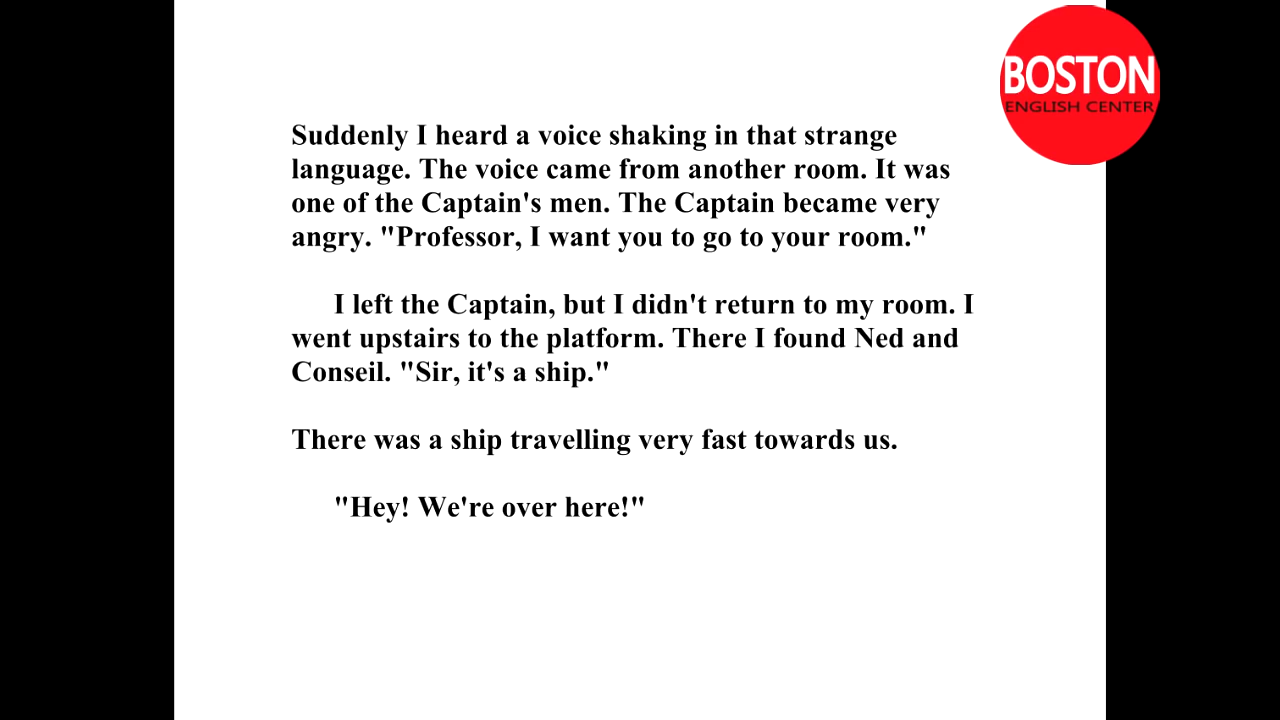 BOSTON
ENGLISH CENTER
Suddenly I heard a voice shaking in that strange
language. The voice came from another room. It was
one of the Captain's men. The Captain became very
angry. "Professor, I want you to go to your room."
I left the Captain, but I didn't return to my room. I
went upstairs to the platform. There I found Ned and
Conseil. "Sir, it's a ship."
There was a ship travelling very fast towards us.
"Hey! We're over here!"